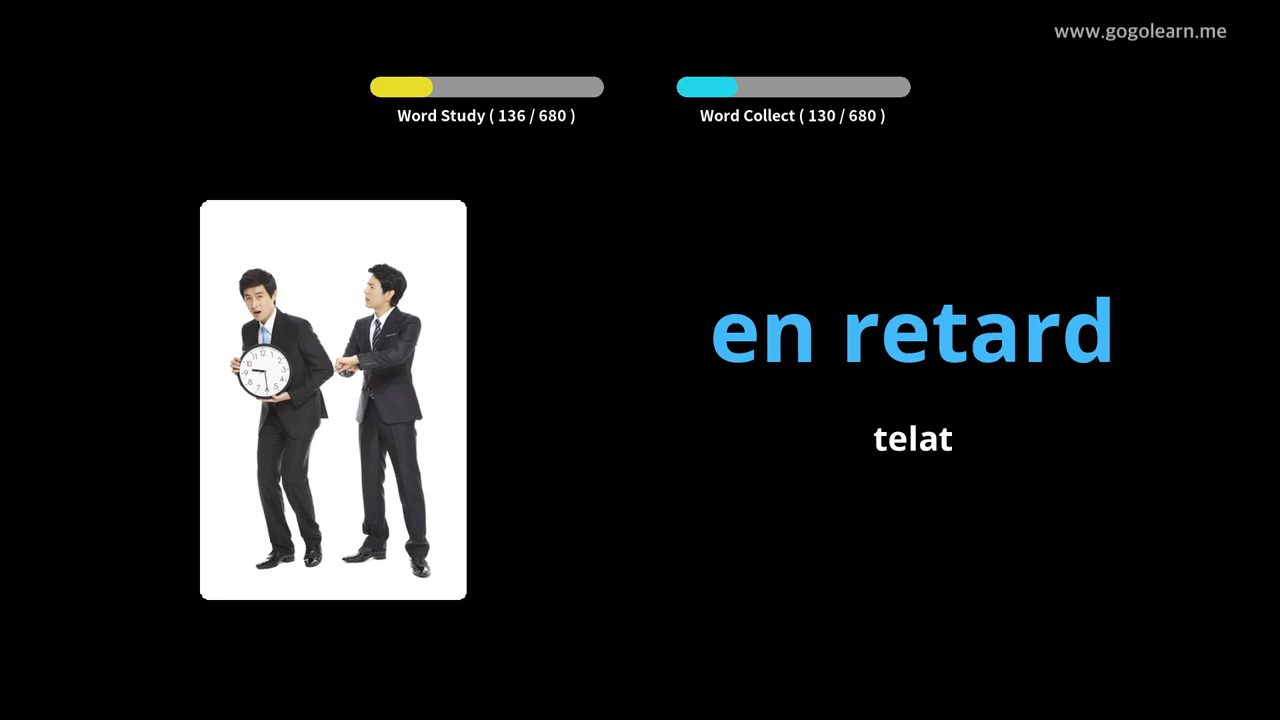 www.gogolearn.me
Word Study ( 136 / 680 )
Word Collect ( 130 / 680 )
en retard
telat